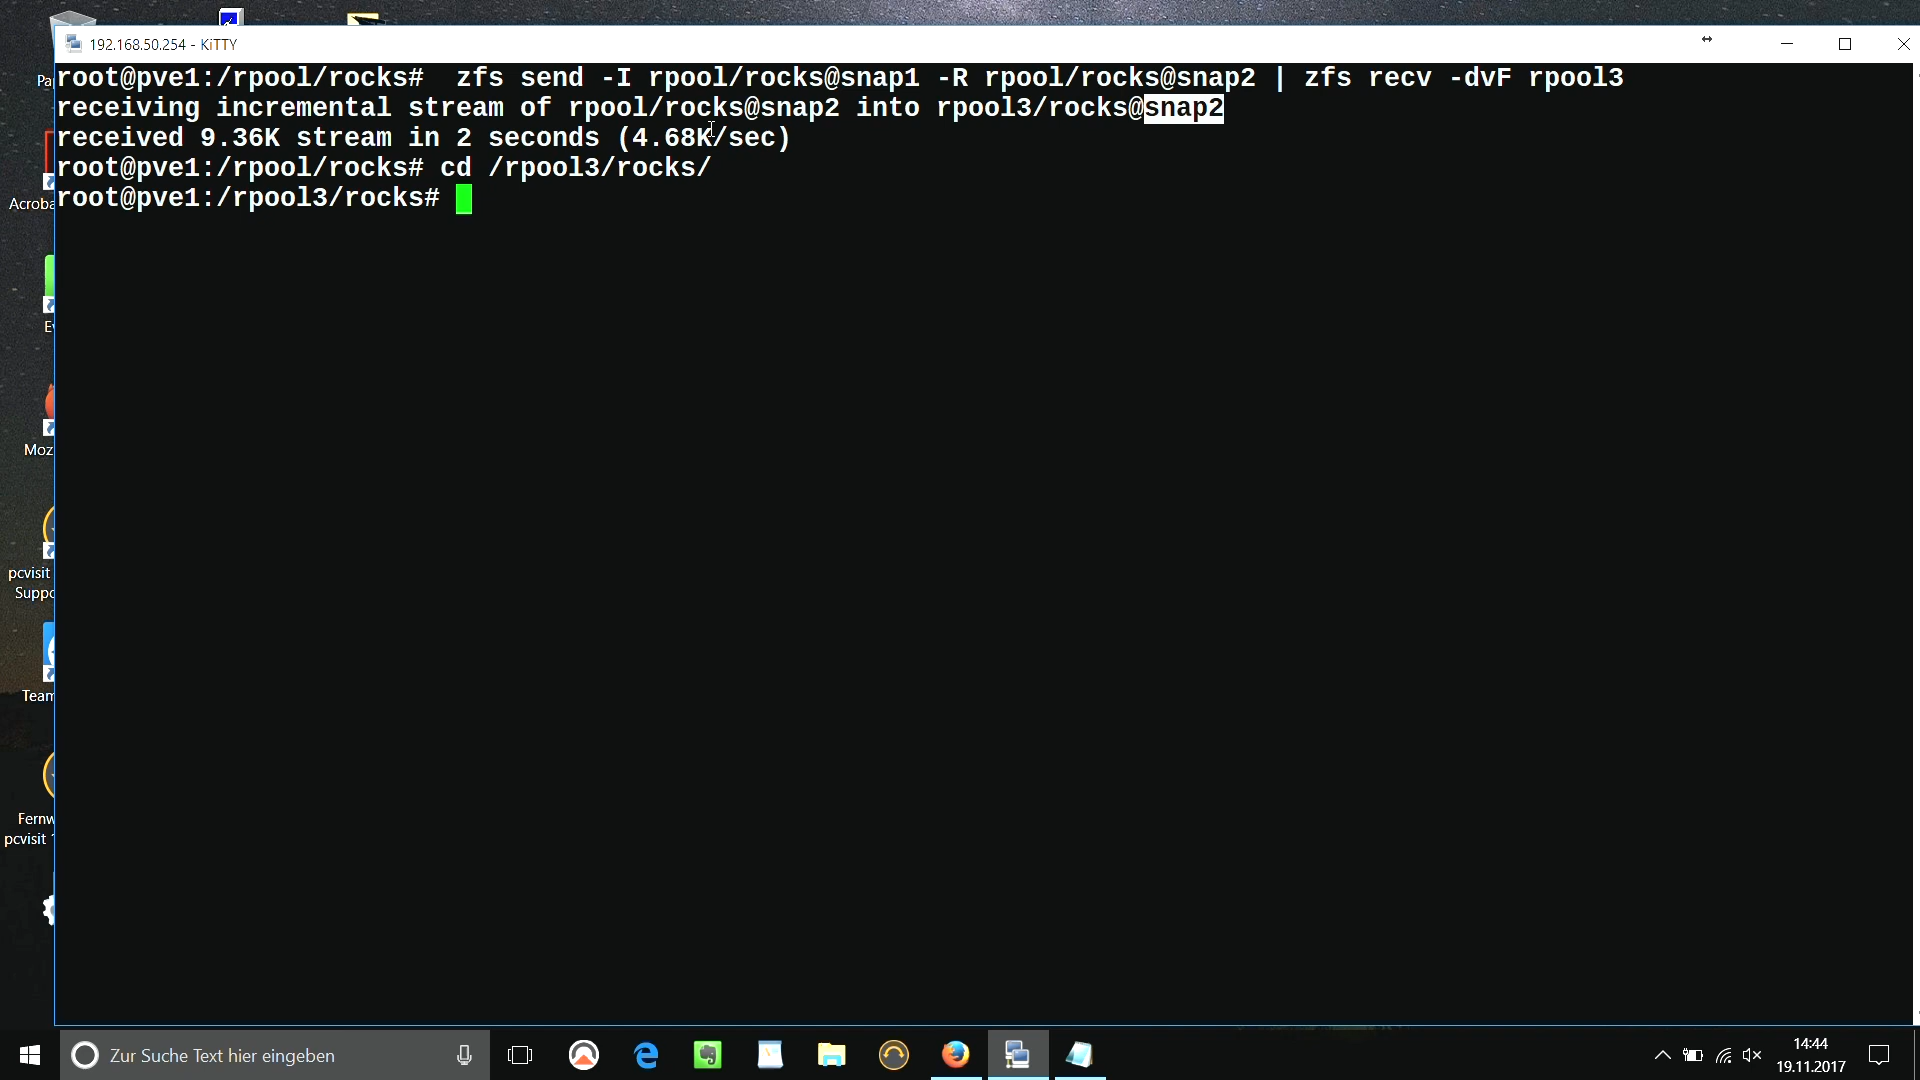 192.168.50.254 - KiTTY
root@pve1:/rpool/rocks#  zfs send -I rpool/rocks@snap1 -R rpool/rocks@snap2 | zfs recv -dvF rpool3
receiving incremental stream of rpool/rocks@snap2 into rpool3/rocks@snap2
received 9.36K stream in 2 seconds (4.68K/sec)
root@pve1:/rpool/rocks# cd /rpool3/rocks/
root@pve1:/rpool3/rocks#
Pa
Acroba
Ev
Moz
pcvisit
Suppo
Team
Fernw
pcvisit
Zur Suche Text hier eingeben
14:44
19.11.2017